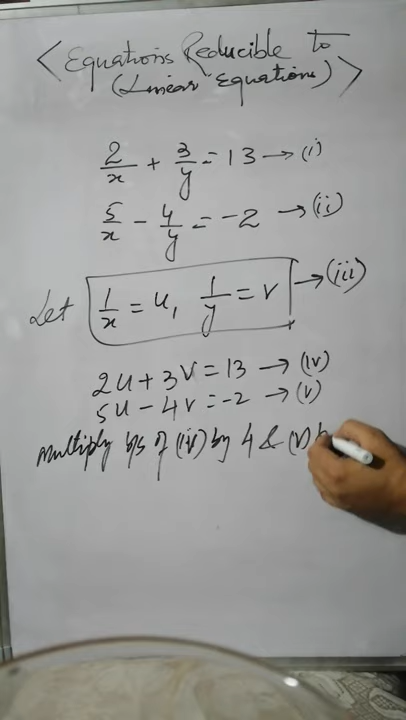 < Equations Reducible to
(Linear Equations) >
2/x + 3/y = 13 → (i)
5/x - 4/y = -2 → (ii)
Let 1/x = u, 1/y = v → (iii)
2u + 3v = 13 → (iv)
5u - 4v = -2 → (v)
Multiply b/s of (iv) by 4 & (v) b